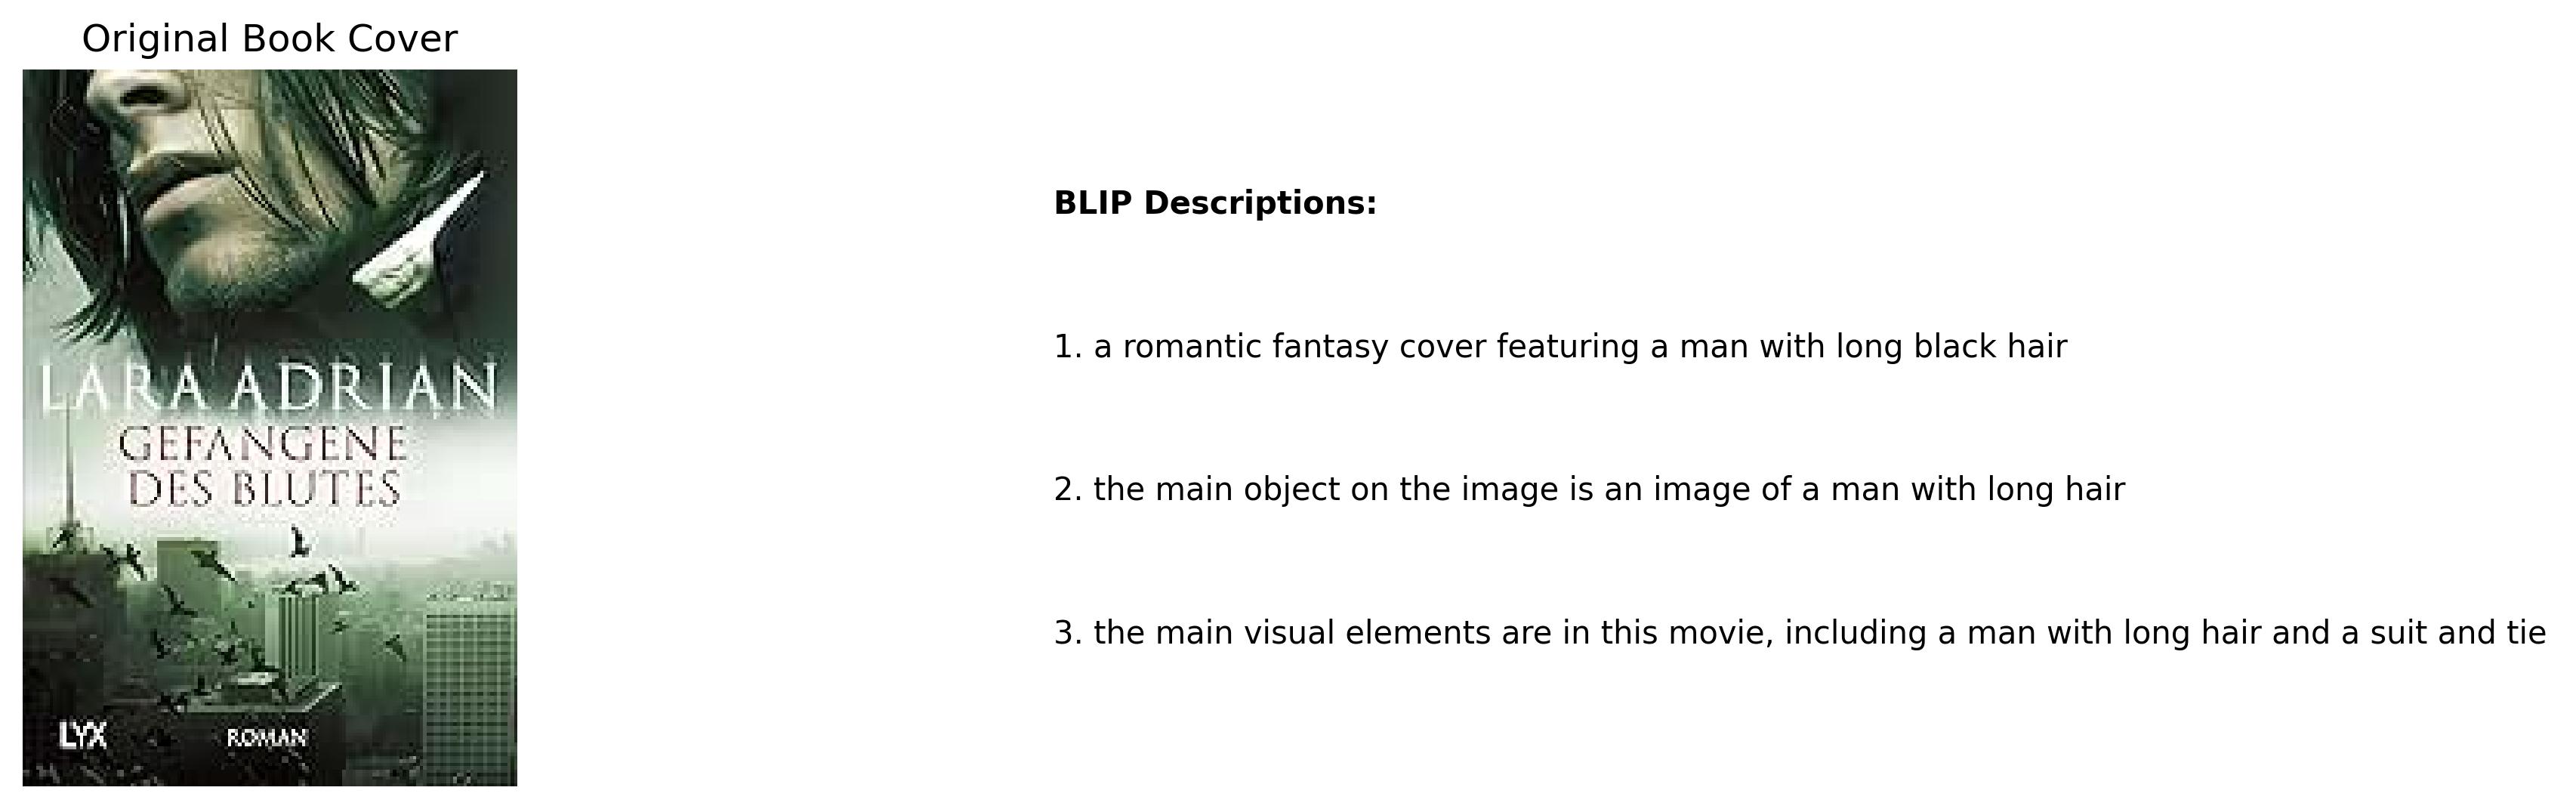 Original Book Cover
LARA ADRIAN
GEFANGENE
DES BLUTES
LYX
ROMAN
BLIP Descriptions:
1. a romantic fantasy cover featuring a man with long black hair
2. the main object on the image is an image of a man with long hair
3. the main visual elements are in this movie, including a man with long hair and a suit and tie